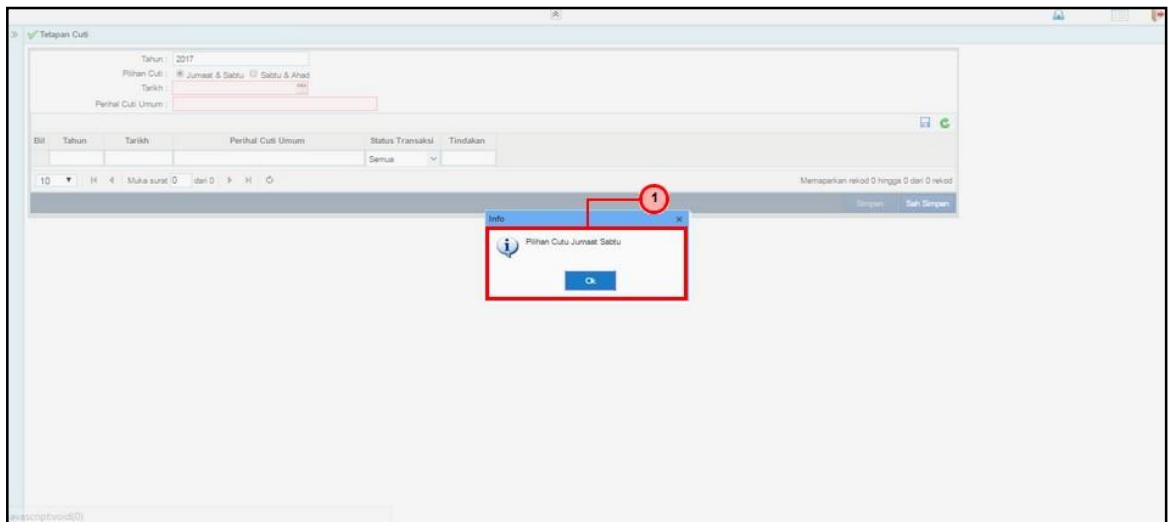 Tetapan Cuti
Tahun : 2017
Pilihan Cuti : Jumaat & Sabtu Sabtu & Ahad
Tarikh :
Perihal Cuti Umum :
Bil Tahun Tarikh Perihal Cuti Umum Status Transaksi Tindakan
Semua
10 Muka surat 0 dari 0 Memaparkan rekod 0 hingga 0 dari 0 rekod
Simpan Sah Simpan
1
Info
Pilihan Cutu Jumaat Sabtu
Ok
javascript:void(0)